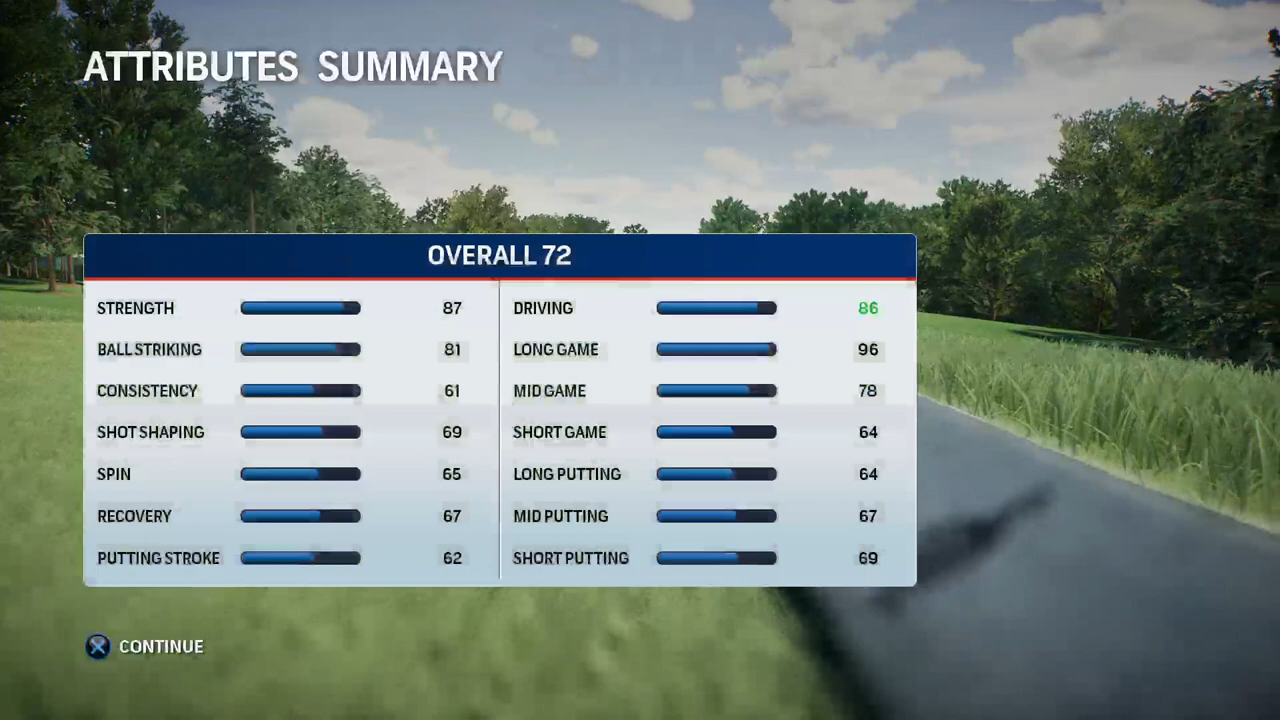 ATTRIBUTES SUMMARY
OVERALL 72
STRENGTH 87
BALL STRIKING 81
CONSISTENCY 61
SHOT SHAPING 69
SPIN 65
RECOVERY 67
PUTTING STROKE 62
DRIVING 86
LONG GAME 96
MID GAME 78
SHORT GAME 64
LONG PUTTING 64
MID PUTTING 67
SHORT PUTTING 69
CONTINUE